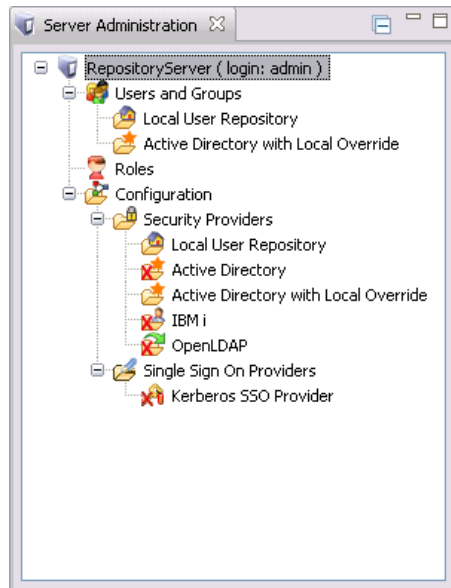 Server Administration
RepositoryServer ( login: admin )
Users and Groups
Local User Repository
Active Directory with Local Override
Roles
Configuration
Security Providers
Local User Repository
Active Directory
Active Directory with Local Override
IBM i
OpenLDAP
Single Sign On Providers
Kerberos SSO Provider